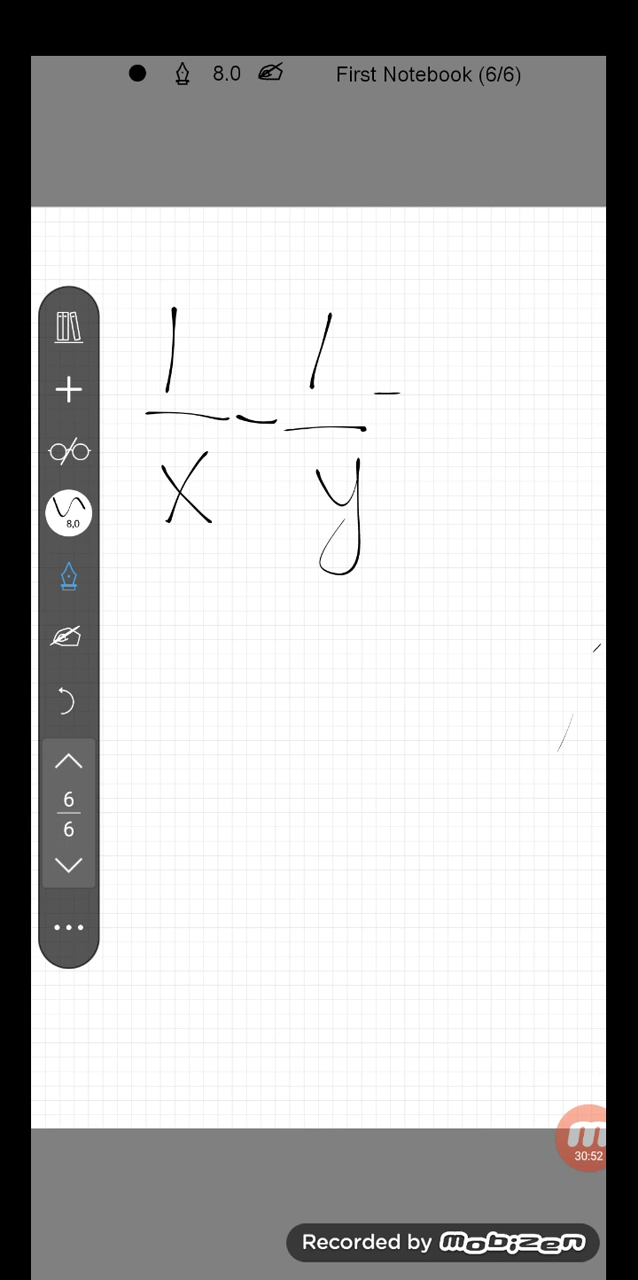 8.0 First Notebook (6/6)
1/x - 1/y -
8,0
6
6
30:52
Recorded by mobizen